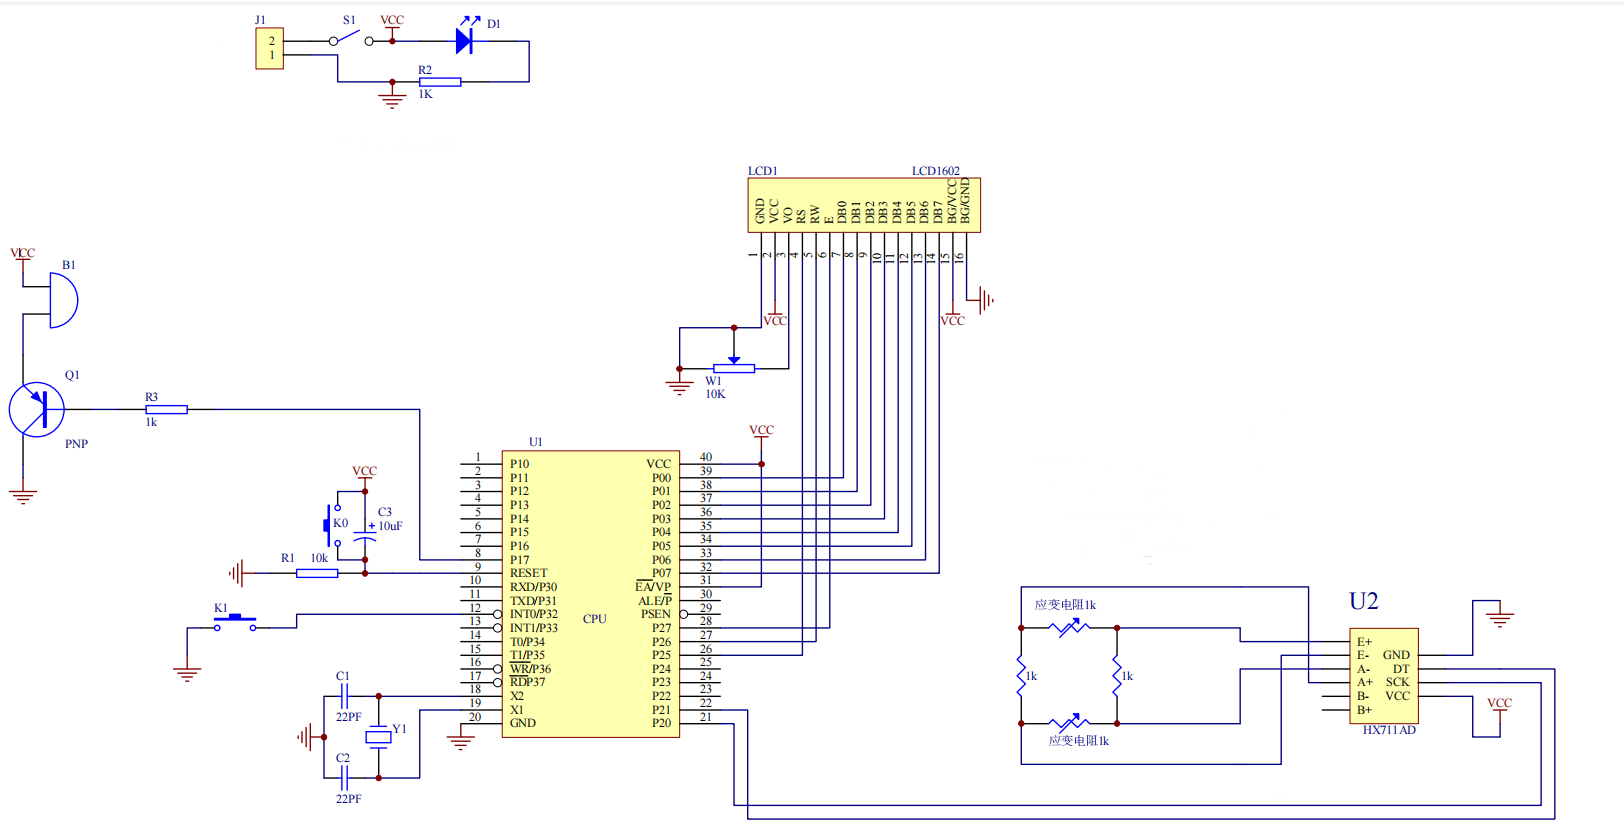 J1
S1
VCC
D1
2
1
R2
1K
LCD1
LCD1602
GND
VCC
VO
RS
RW
E
DB0
DB1
DB2
DB3
DB4
DB5
DB6
DB7
BG/VCC
BG/GND
1
2
3
4
5
6
7
8
9
10
11
12
13
14
15
16
VCC
VCC
W1
10K
VCC
B1
Q1
PNP
R3
1k
VCC
K0
C3
+
10uF
R1
10k
K1
C1
22PF
Y1
C2
22PF
U1
CPU
VCC
1 P10
2 P11
3 P12
4 P13
5 P14
6 P15
7 P16
8 P17
9 RESET
10 RXD/P30
11 TXD/P31
12 INT0/P32
13 INT1/P33
14 T0/P34
15 T1/P35
16 WR/P36
17 RDP37
18 X2
19 X1
20 GND
VCC 40
P00 39
P01 38
P02 37
P03 36
P04 35
P05 34
P06 33
P07 32
EA/VP 31
ALE/P 30
PSEN 29
P27 28
P26 27
P25 26
P24 25
P23 24
P22 23
P21 22
P20 21
应变电阻1k
1k
1k
应变电阻1k
U2
E+
E- GND
A- DT
A+ SCK
B- VCC
B+
HX711AD
VCC